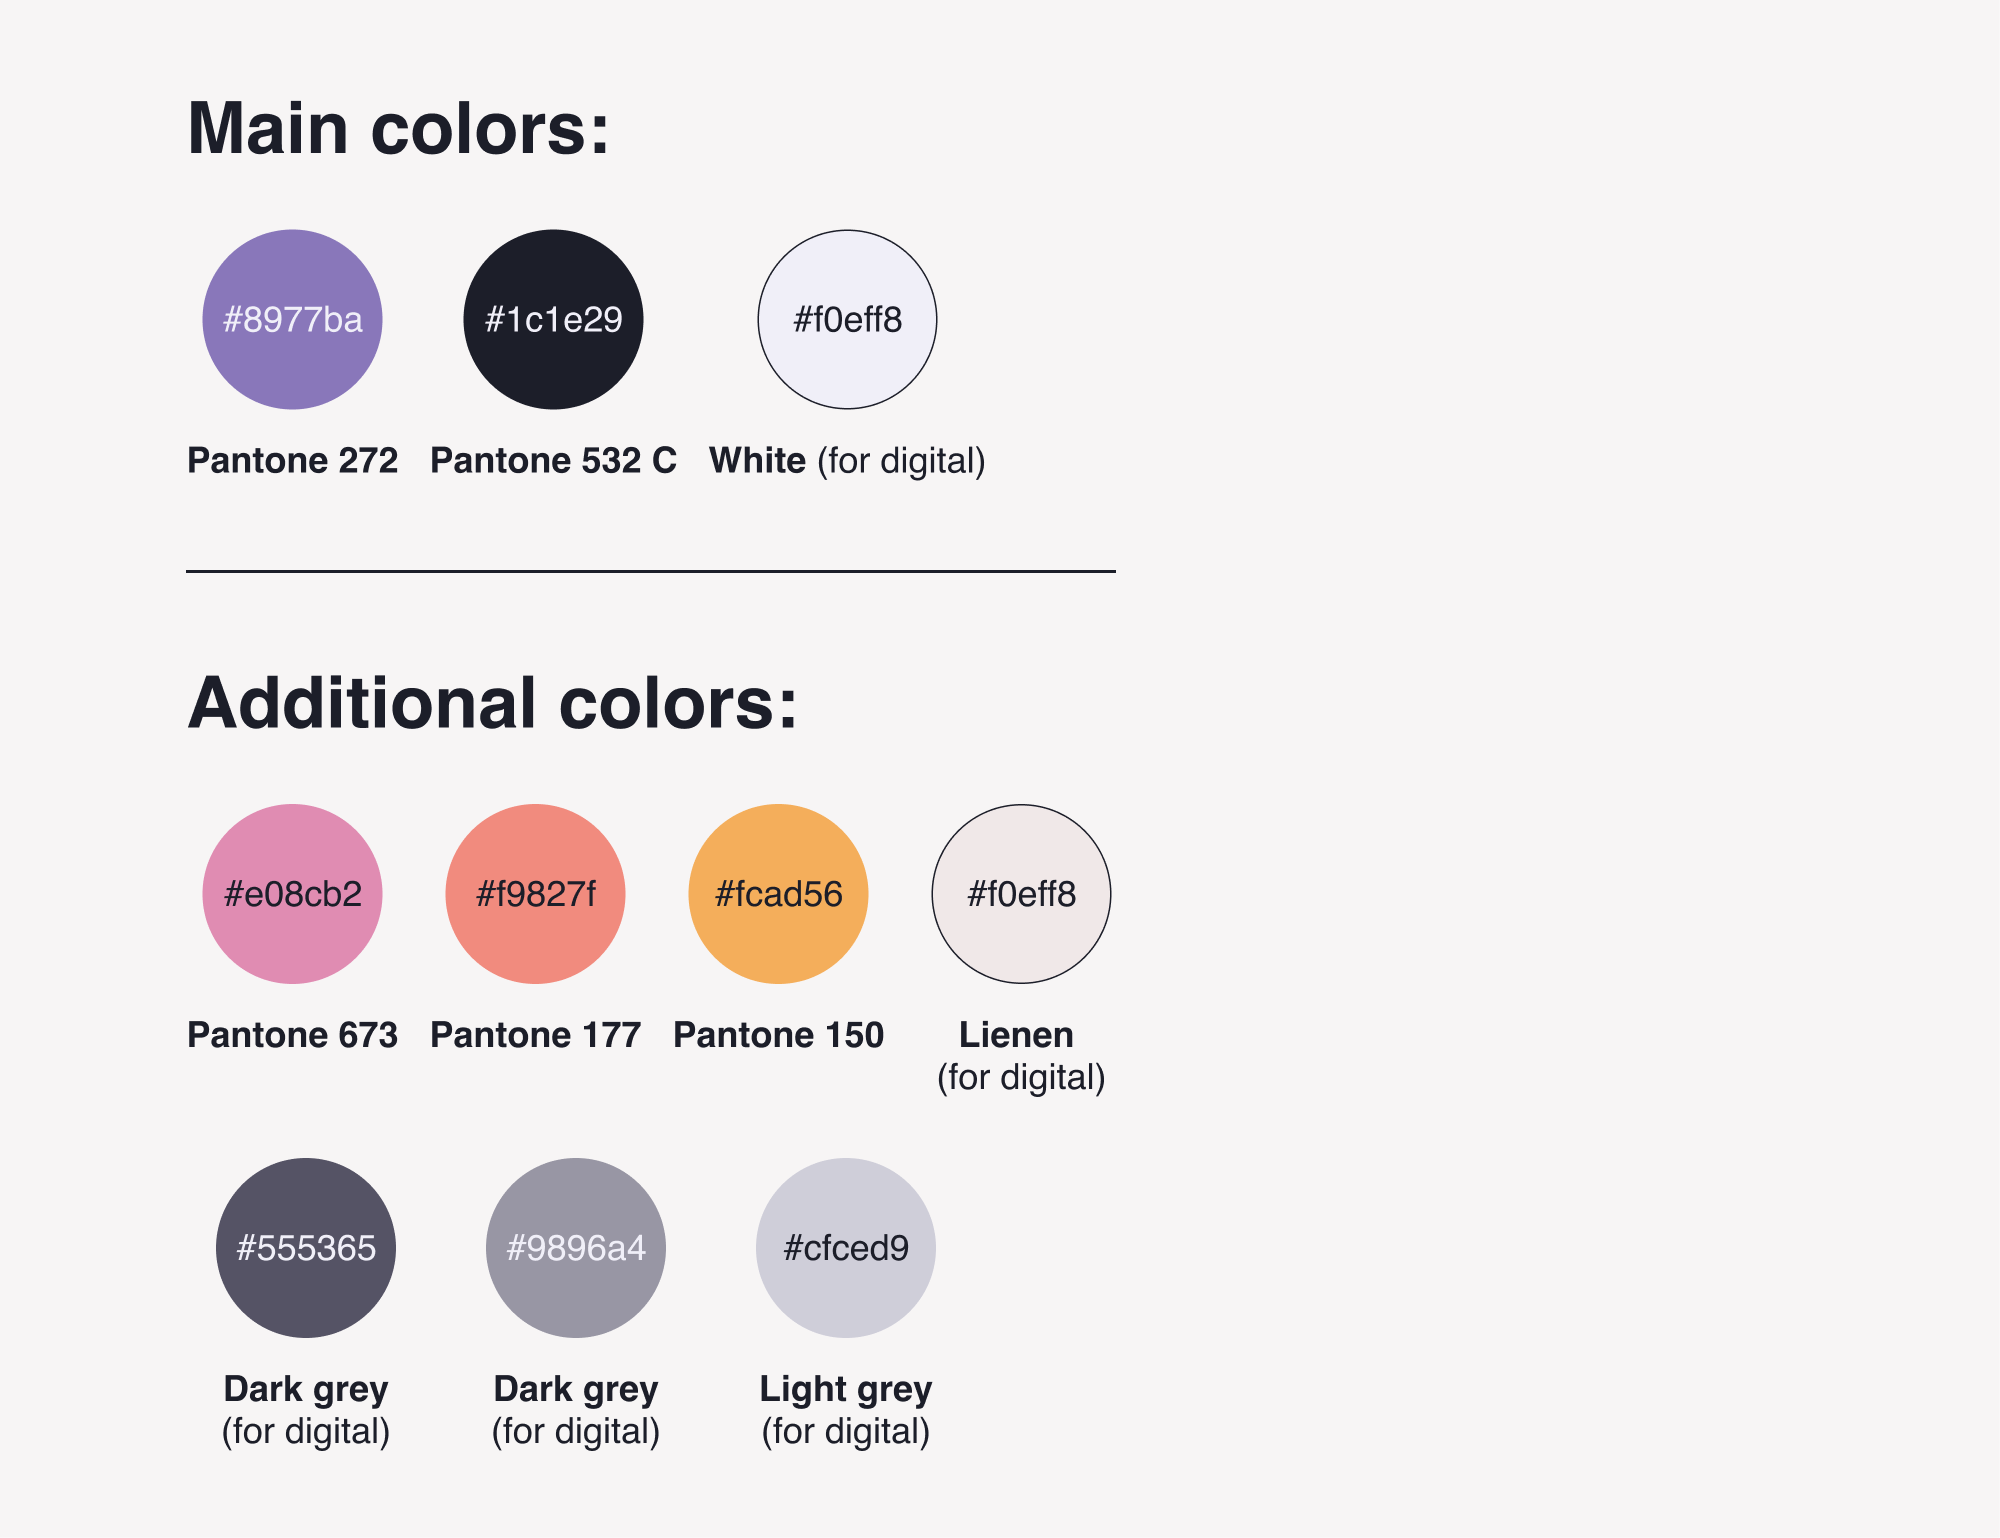 Main colors:
#8977ba
#1c1e29
#f0eff8
Pantone 272
Pantone 532 C
White (for digital)
Additional colors:
#e08cb2
#f9827f
#fcad56
#f0eff8
Pantone 673
Pantone 177
Pantone 150
Lienen
(for digital)
#555365
#9896a4
#cfced9
Dark grey
(for digital)
Dark grey
(for digital)
Light grey
(for digital)